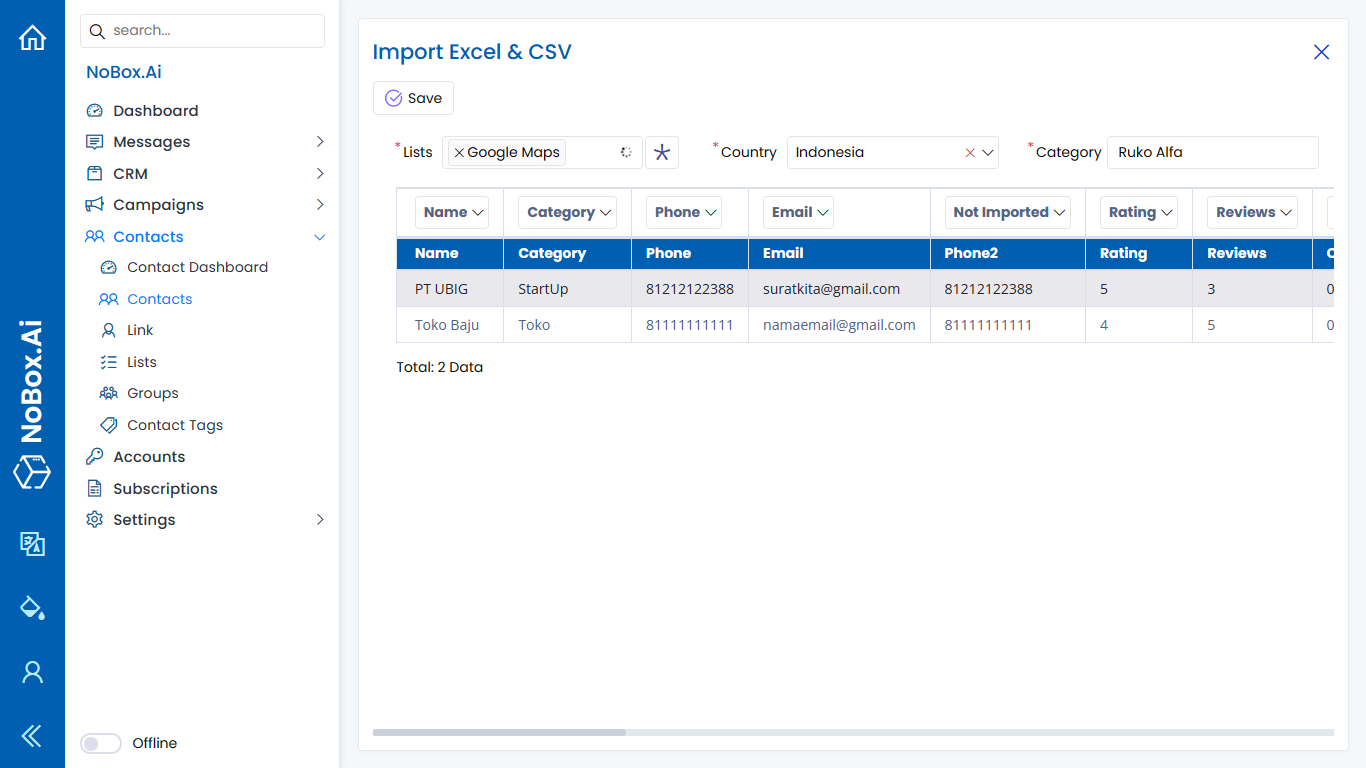 NoBox.Ai
search...
NoBox.Ai
Dashboard
Messages
CRM
Campaigns
Contacts
Contact Dashboard
Contacts
Link
Lists
Groups
Contact Tags
Accounts
Subscriptions
Settings
Offline
Import Excel & CSV
Save
*Lists ×Google Maps *Country Indonesia *Category Ruko Alfa
Name Category Phone Email Not Imported Rating Reviews
Name Category Phone Email Phone2 Rating Reviews
PT UBIG StartUp 81212122388 suratkita@gmail.com 81212122388 5 3 0
Toko Baju Toko 81111111111 namaemail@gmail.com 81111111111 4 5 0
Total: 2 Data